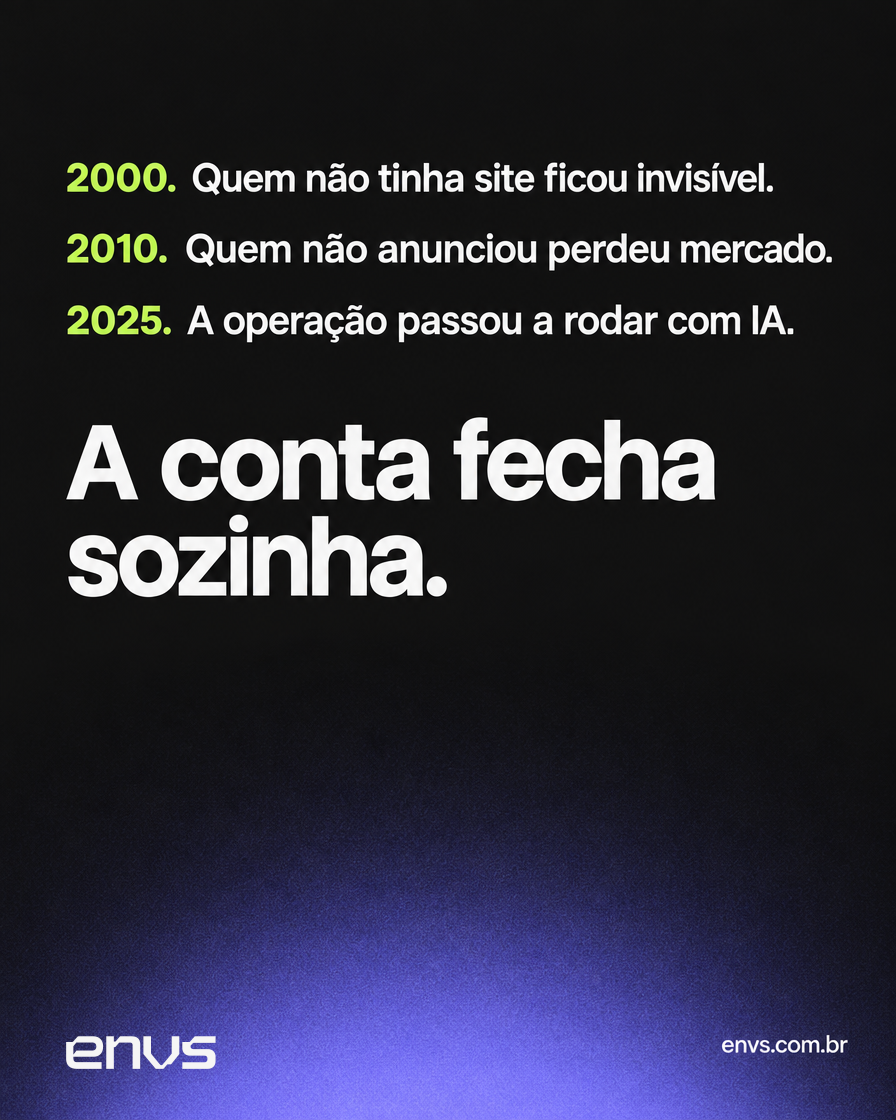 2000. Quem não tinha site ficou invisível.
2010. Quem não anunciou perdeu mercado.
2025. A operação passou a rodar com IA.
A conta fecha
sozinha.
envs
envs.com.br